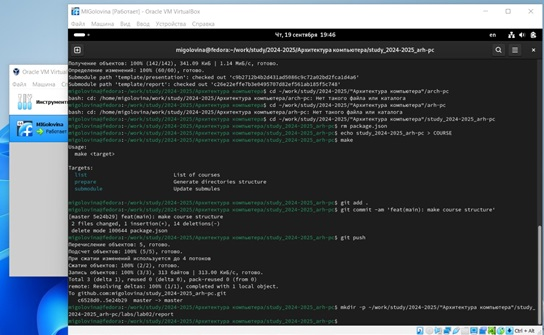 MIGolovina [Работает] - Oracle VM VirtualBox
Файл Машина Вид Ввод Устройства Справка
Чт, 19 сентября 19:46
en
migolovina@fedora:~/work/study/2024-2025/Архитектура компьютера/study_2024-2025_arh-pc
Oracle VM VirtualBox
Файл Машина
Инструменты
MIGolovina
Работает
Получение объектов: 100% (142/142), 341.09 КиБ | 1.14 МиБ/с, готово.
Определение изменений: 100% (60/60), готово.
Submodule path 'template/presentation': checked out
Submodule path 'template/report': checked out
migolovina@fedora:~/work/study/2024-2025/Архитектура компьютера/study_2024-2025_arh-pc$ cd ~/work/study/2024-2025/"Архитектура компьютера"/arch-pc
bash: cd: /home/migolovina/work/study/2024-2025/Архитектура компьютера/arch-pc: Нет такого файла или каталога
bash: cd: /home/migolovina/work/study/2024-2025/Архитектура компьютера/arh-pc: Нет такого файла или каталога
migolovina@fedora:~/work/study/2024-2025/Архитектура компьютера/study_2024-2025_arh-pc$ cd ~/work/study/2024-2025/"Архитектура компьютера"/study_2024-2025_arh-pc
migolovina@fedora:~/work/study/2024-2025/Архитектура компьютера/study_2024-2025_arh-pc$ rm package.json
migolovina@fedora:~/work/study/2024-2025/Архитектура компьютера/study_2024-2025_arh-pc$ echo study_2024-2025_arh-pc > COURSE
migolovina@fedora:~/work/study/2024-2025/Архитектура компьютера/study_2024-2025_arh-pc$ make
Usage:
make <target>
Targets:
list List of courses
prepare Generate directories structure
submodule Update submules
migolovina@fedora:~/work/study/2024-2025/Архитектура компьютера/study_2024-2025_arh-pc$ git add .
migolovina@fedora:~/work/study/2024-2025/Архитектура компьютера/study_2024-2025_arh-pc$ git commit -am 'feat(main): make course structure'
[master 5e24b29] feat(main): make course structure
2 files changed, 1 insertion(+), 14 deletions(-)
delete mode 100644 package.json
migolovina@fedora:~/work/study/2024-2025/Архитектура компьютера/study_2024-2025_arh-pc$ git push
Перечисление объектов: 5, готово.
Подсчет объектов: 100% (5/5), готово.
При сжатии изменений используется до 4 потоков
Сжатие объектов: 100% (2/2), готово.
Запись объектов: 100% (3/3), 313 байтов | 313.00 КиБ/с, готово.
Total 3 (delta 1), reused 0 (delta 0), pack-reused 0 (from 0)
remote: Resolving deltas: 100% (1/1), completed with 1 local object.
To github.com:migolovina/study_2024-2025_arh-pc.git
c6528d0..5e24b29 master -> master
migolovina@fedora:~/work/study/2024-2025/Архитектура компьютера/study_2024-2025_arh-pc$ mkdir -p ~/work/study/2024-2025/"Архитектура компьютера"/study_
2024-2025_arh-pc/labs/lab02/report
migolovina@fedora:~/work/study/2024-2025/Архитектура компьютера/study_2024-2025_arh-pc$
Ctrl + Alt